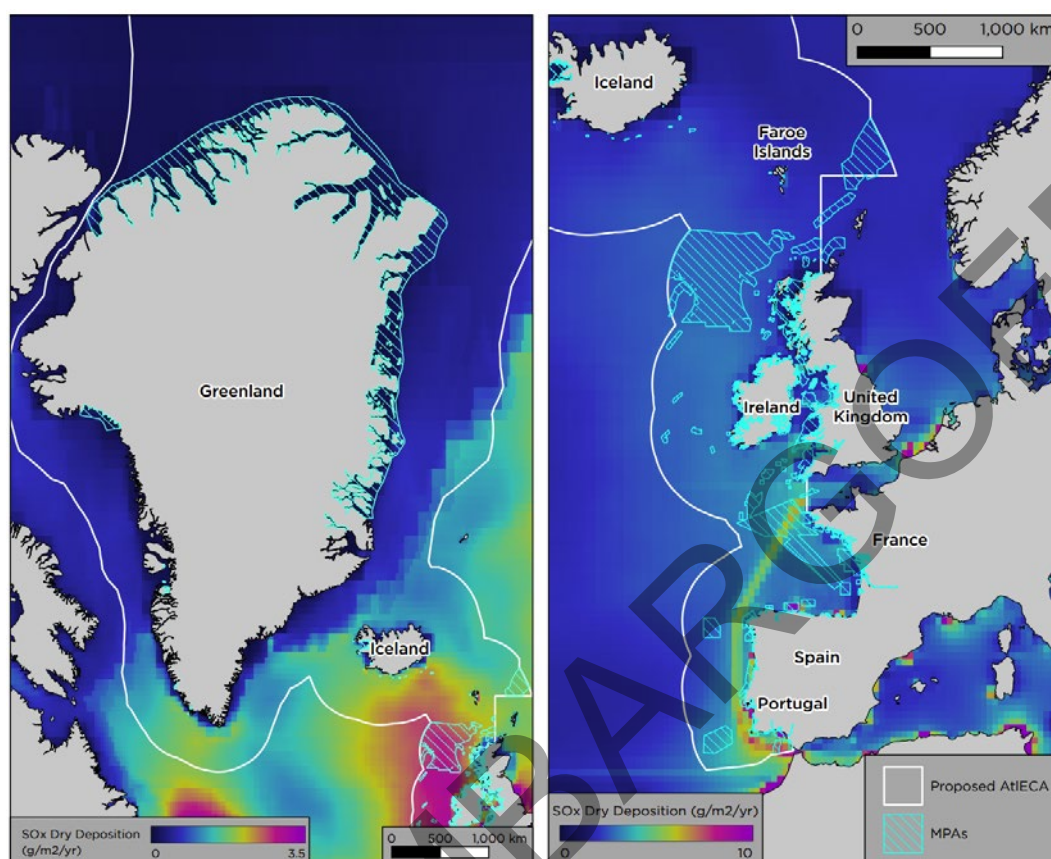 Greenland
Iceland
SOx Dry Deposition
(g/m2/yr)
0
3.5
0
500
1,000 km
0
500
1,000 km
Iceland
Faroe
Islands
Ireland
United
Kingdom
France
Spain
Portugal
SOx Dry Deposition (g/m2/yr)
0
10
Proposed AtlECA
MPAs